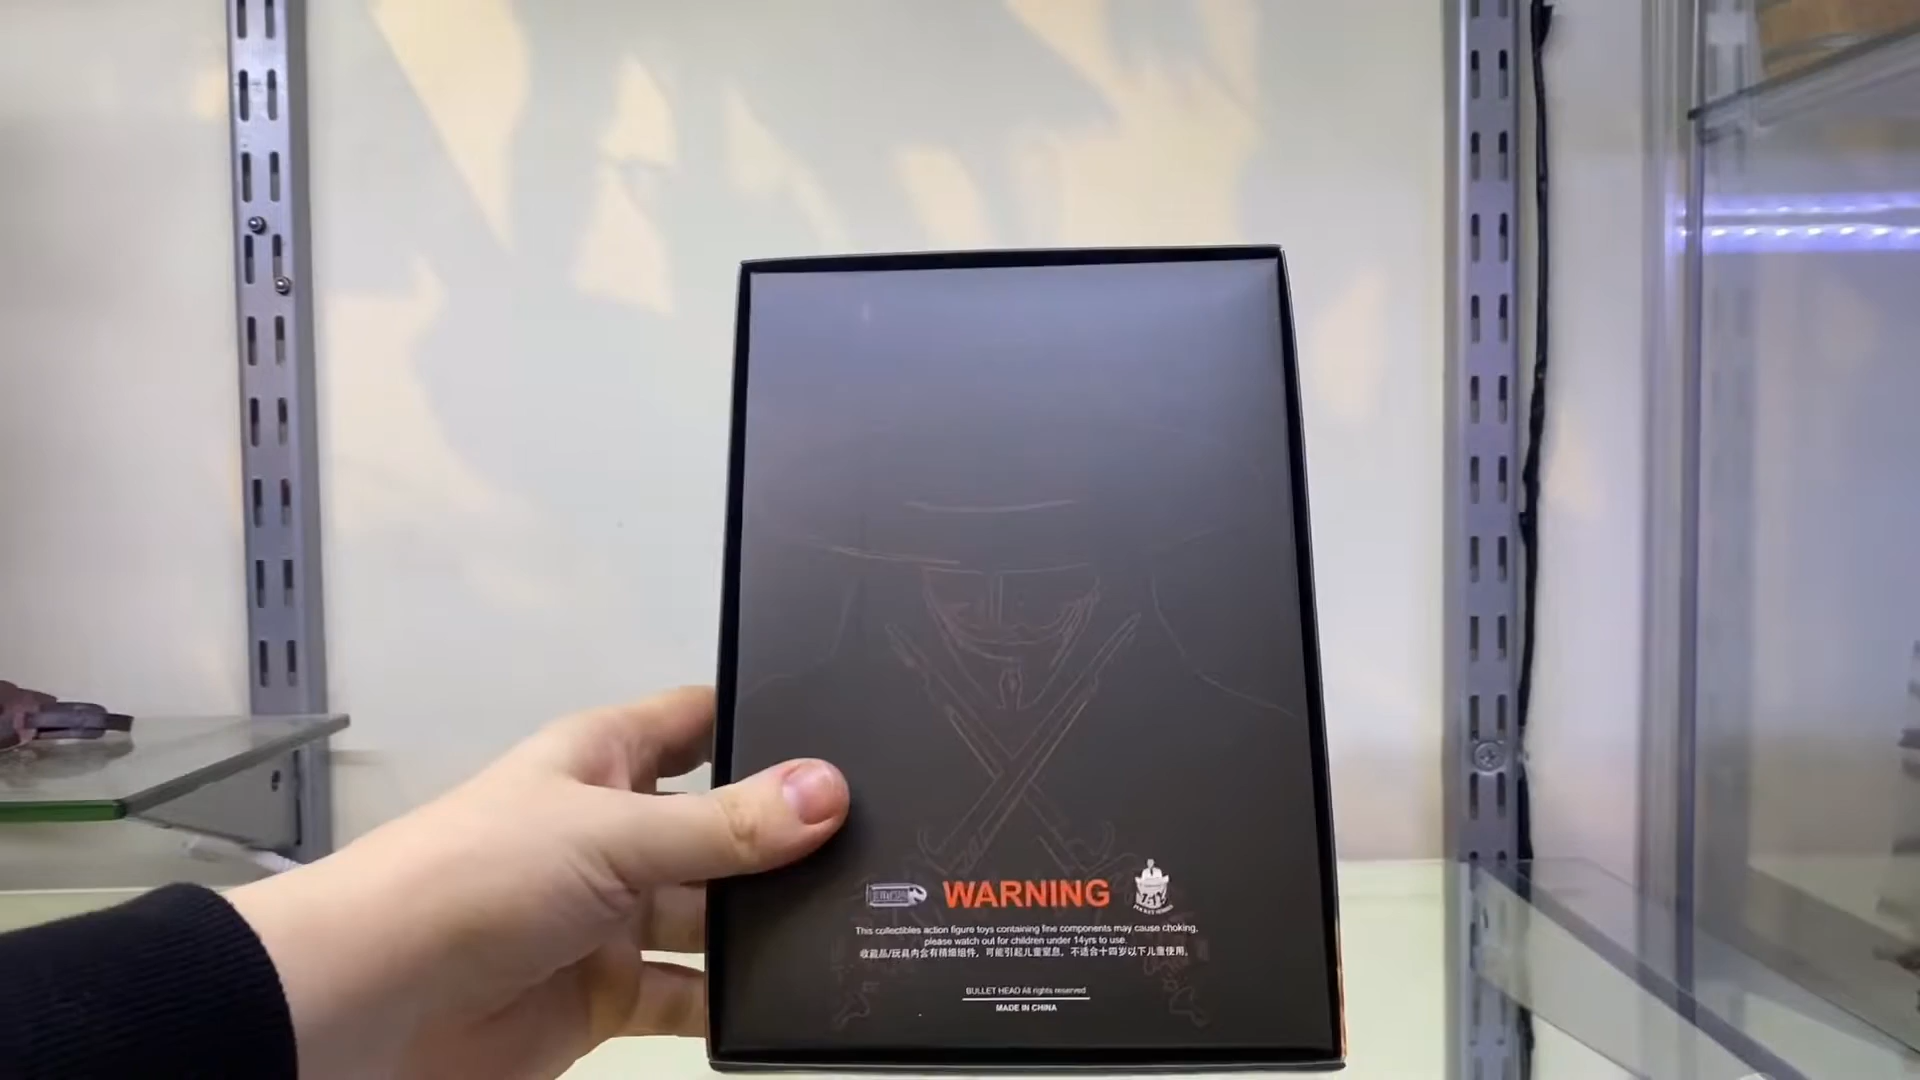 WARNING
This collectibles action figure toys containing fine components may cause choking.
please watch out for children under 14yrs to use.
收藏品/玩具内含有精细组件，可能引起儿童窒息。不适合十四岁以下儿童使用。
BULLET HEAD All rights reserved
MADE IN CHINA